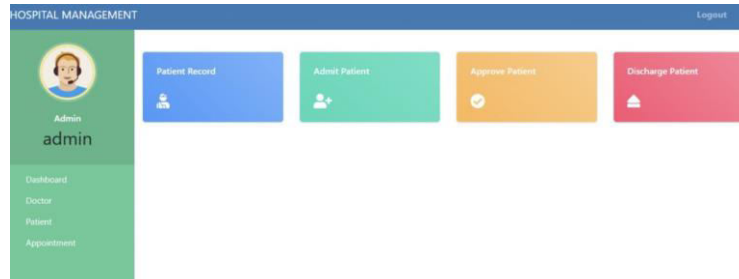 HOSPITAL MANAGEMENT
Logout
Admin
admin
Dashboard
Doctor
Patient
Appointment
Patient Record
Admit Patient
Approve Patient
Discharge Patient